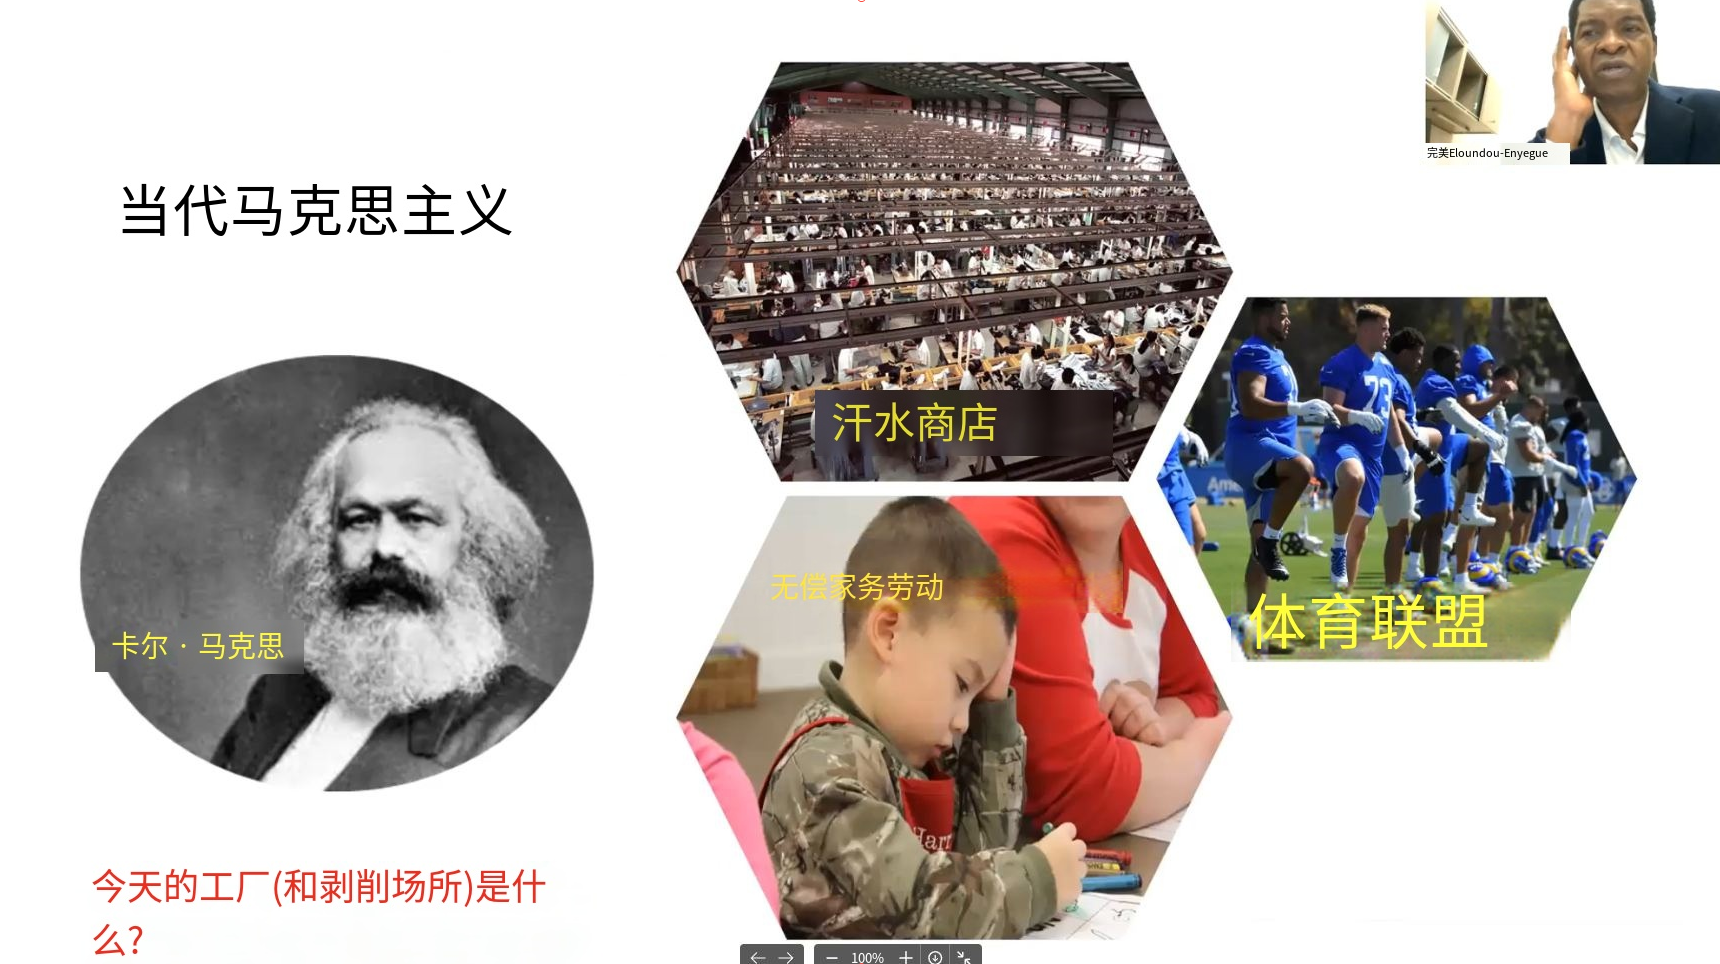 完美Eloundou-Enyegue
当代马克思主义
汗水商店
无偿家务劳动
体育联盟
卡尔·马克思
73
Harr
今天的工厂(和剥削场所)是什
么?
100%